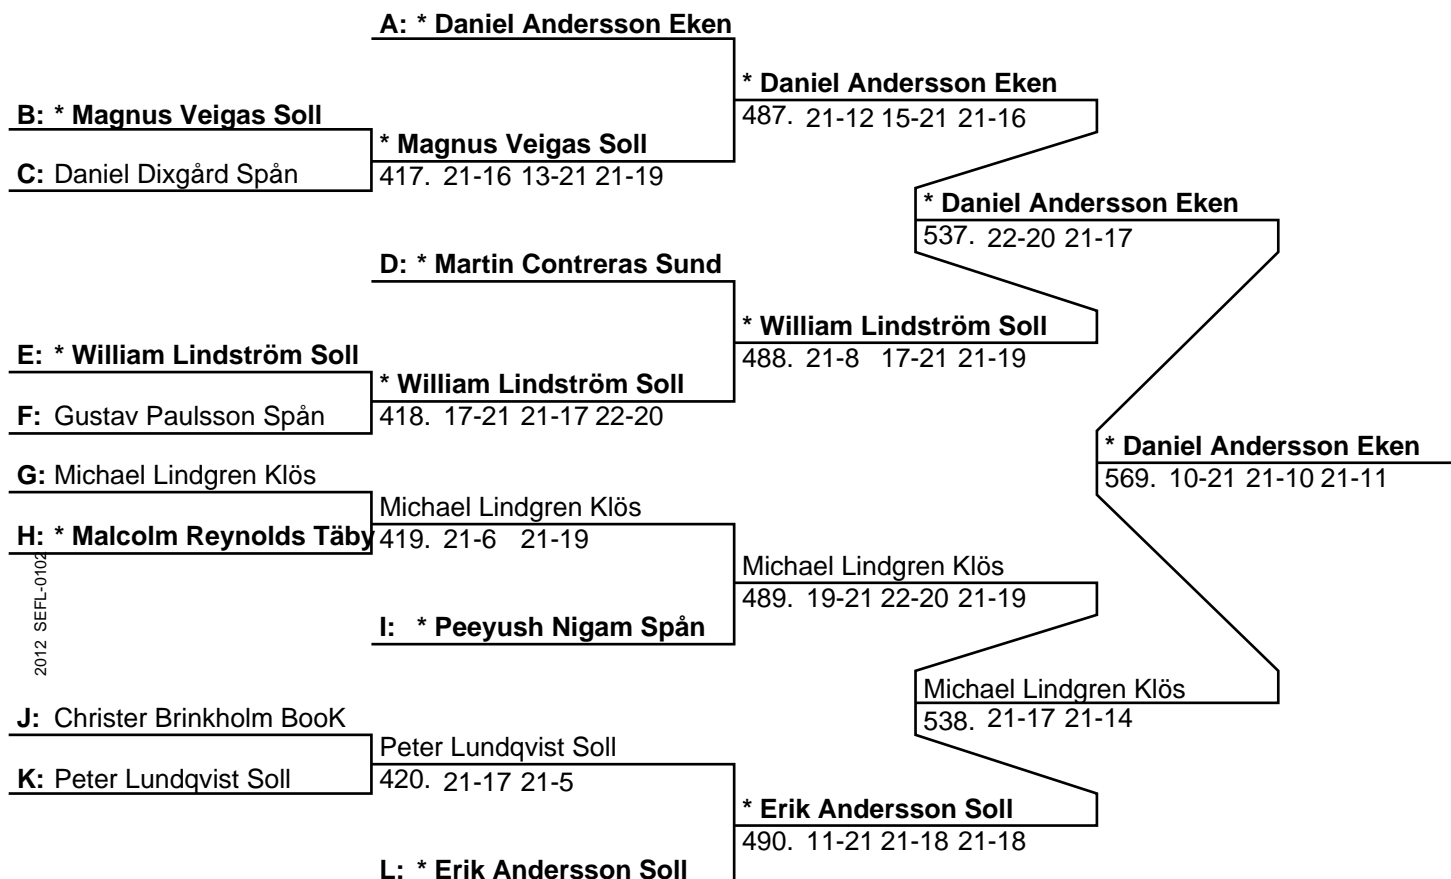 A: * Daniel Andersson Eken
* Daniel Andersson Eken
487. 21-12 15-21 21-16
B: * Magnus Veigas Soll
* Magnus Veigas Soll
C: Daniel Dixgård Spån
417. 21-16 13-21 21-19
* Daniel Andersson Eken
537. 22-20 21-17
D: * Martin Contreras Sund
* William Lindström Soll
488. 21-8 17-21 21-19
E: * William Lindström Soll
* William Lindström Soll
F: Gustav Paulsson Spån
418. 17-21 21-17 22-20
* Daniel Andersson Eken
569. 10-21 21-10 21-11
G: Michael Lindgren Klös
Michael Lindgren Klös
H: * Malcolm Reynolds Täby
419. 21-6 21-19
Michael Lindgren Klös
489. 19-21 22-20 21-19
I: * Peeyush Nigam Spån
2012 SEFL-0102
Michael Lindgren Klös
538. 21-17 21-14
J: Christer Brinkholm BooK
Peter Lundqvist Soll
K: Peter Lundqvist Soll
420. 21-17 21-5
* Erik Andersson Soll
490. 11-21 21-18 21-18
L: * Erik Andersson Soll